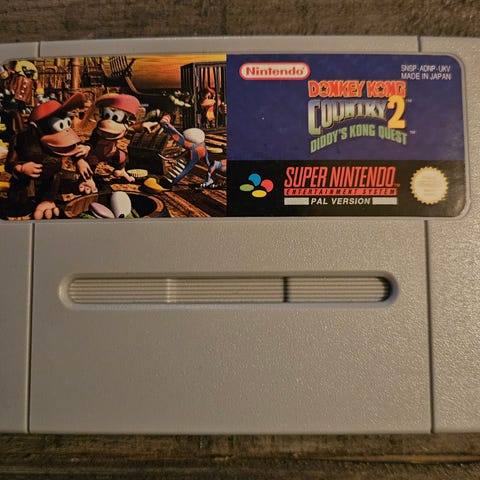 Nintendo
SNSP-ADNP-UKV
MADE IN JAPAN
DONKEY KONG
COUNTRY 2
DIDDY'S KONG QUEST
SUPER NINTENDO
ENTERTAINMENT SYSTEM
PAL VERSION